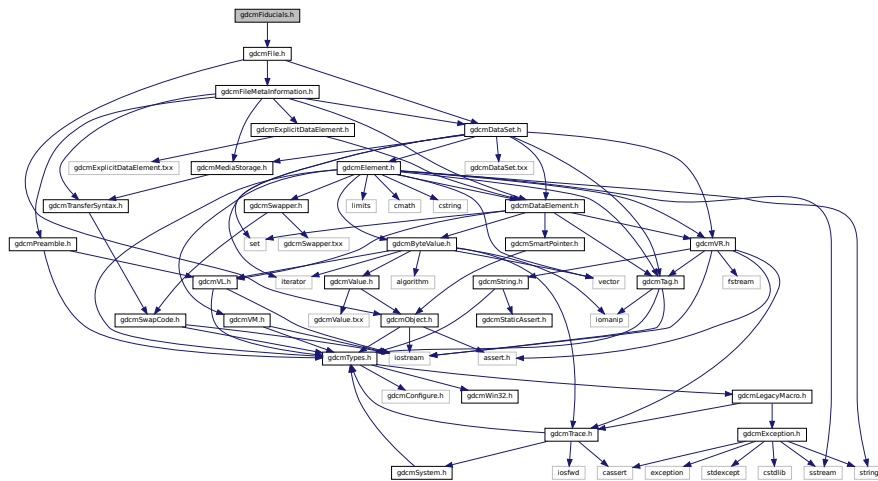 gdcmFiducials.h
gdcmFile.h
gdcmFileMetaInformation.h
gdcmExplicitDataElement.h
gdcmDataSet.h
gdcmExplicitDataElement.txx
gdcmMediaStorage.h
gdcmElement.h
gdcmDataSet.txx
gdcmTransferSyntax.h
gdcmSwapper.h
limits
cmath
cstring
gdcmDataElement.h
gdcmPreamble.h
set
gdcmSwapper.txx
gdcmByteValue.h
gdcmSmartPointer.h
gdcmVR.h
gdcmVL.h
iterator
gdcmValue.h
algorithm
gdcmString.h
vector
gdcmTag.h
fstream
gdcmSwapCode.h
gdcmVM.h
gdcmValue.txx
gdcmObject.h
gdcmStaticAssert.h
iomanip
gdcmTypes.h
iostream
assert.h
gdcmConfigure.h
gdcmWin32.h
gdcmLegacyMacro.h
gdcmTrace.h
gdcmException.h
gdcmSystem.h
iosfwd
cassert
exception
stdexcept
cstdlib
sstream
string